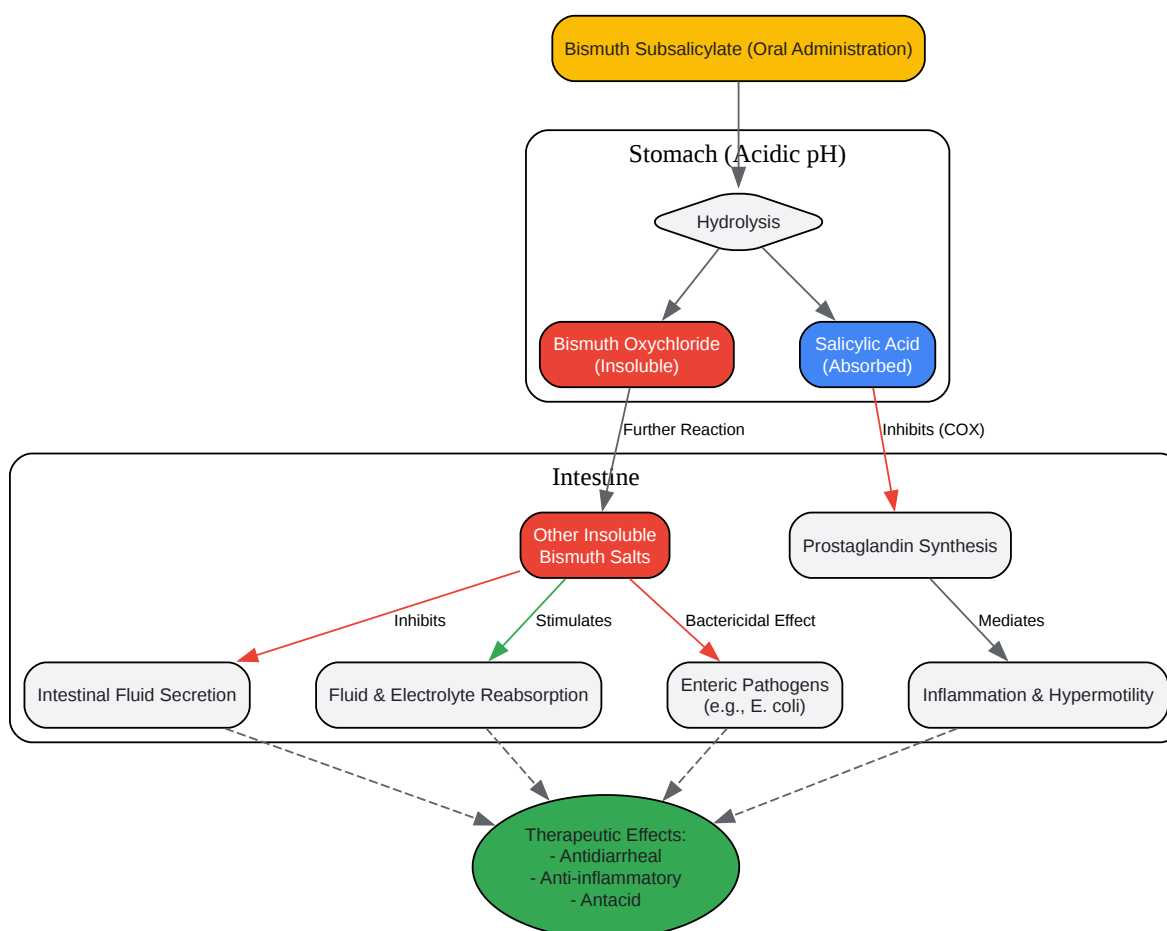 Bismuth Subsalicylate (Oral Administration)
Stomach (Acidic pH)
Hydrolysis
Bismuth Oxychloride
(Insoluble)
Salicylic Acid
(Absorbed)
Further Reaction
Inhibits (COX)
Intestine
Other Insoluble
Bismuth Salts
Prostaglandin Synthesis
Inhibits
Stimulates
Bactericidal Effect
Mediates
Intestinal Fluid Secretion
Fluid & Electrolyte Reabsorption
Enteric Pathogens
(e.g., E. coli)
Inflammation & Hypermotility
Therapeutic Effects:
- Antidiarrheal
- Anti-inflammatory
- Antacid